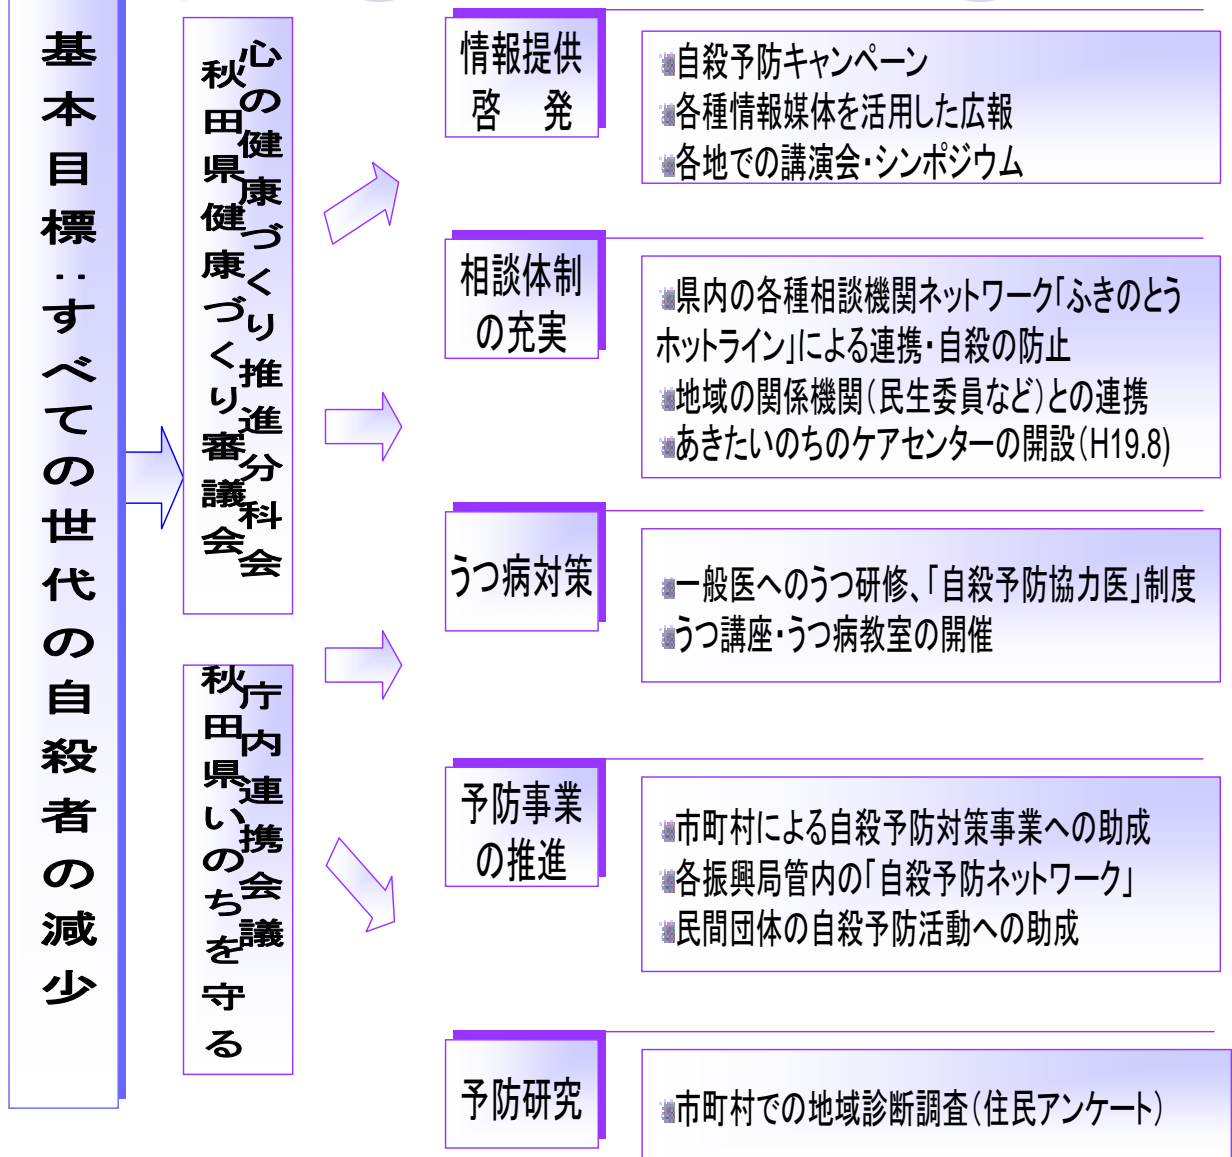 基本目標:すべての世代の自殺者の減少
秋田県健康づくり審議会
心の健康づくり推進分科会
秋田県いのちを守る
庁内連携会議
情報提供
啓　発
■自殺予防キャンペーン
■各種情報媒体を活用した広報
■各地での講演会・シンポジウム
相談体制
の充実
■県内の各種相談機関ネットワーク「ふきのとう
ホットライン」による連携・自殺の防止
■地域の関係機関(民生委員など)との連携
■あきたいのちのケアセンターの開設(H19.8)
うつ病対策
■一般医へのうつ研修、「自殺予防協力医」制度
■うつ講座・うつ病教室の開催
予防事業
の推進
■市町村による自殺予防対策事業への助成
■各振興局管内の「自殺予防ネットワーク」
■民間団体の自殺予防活動への助成
予防研究
■市町村での地域診断調査(住民アンケート)